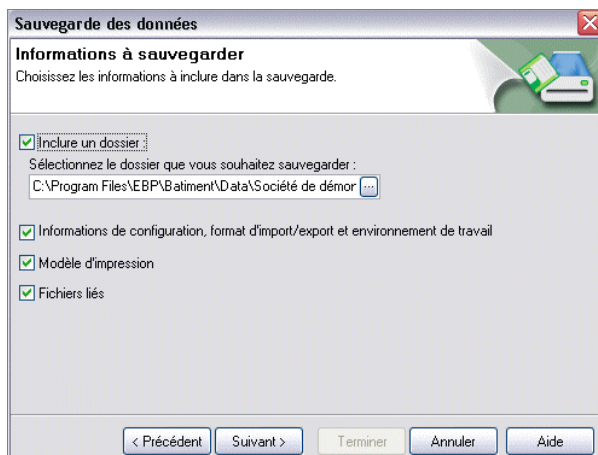 Sauvegarde des données
Informations à sauvegarder
Choisissez les informations à inclure dans la sauvegarde.
Inclure un dossier :
Sélectionnez le dossier que vous souhaitez sauvegarder :
C:\Program Files\EBP\Batiment\Data\Société de démor ...
Informations de configuration, format d'import/export et environnement de travail
Modèle d'impression
Fichiers liés
< Précédent Suivant > Terminer Annuler Aide